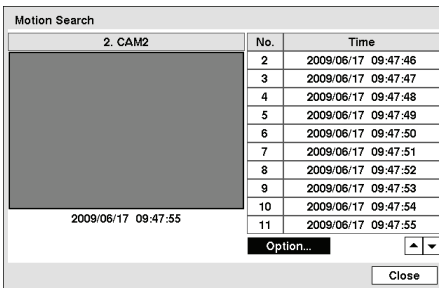 Motion Search
2. CAM2
No. Time
2 2009/06/17 09:47:46
3 2009/06/17 09:47:47
4 2009/06/17 09:47:48
5 2009/06/17 09:47:49
6 2009/06/17 09:47:50
7 2009/06/17 09:47:51
8 2009/06/17 09:47:52
9 2009/06/17 09:47:53
10 2009/06/17 09:47:54
11 2009/06/17 09:47:55
2009/06/17 09:47:55
Option...
Close